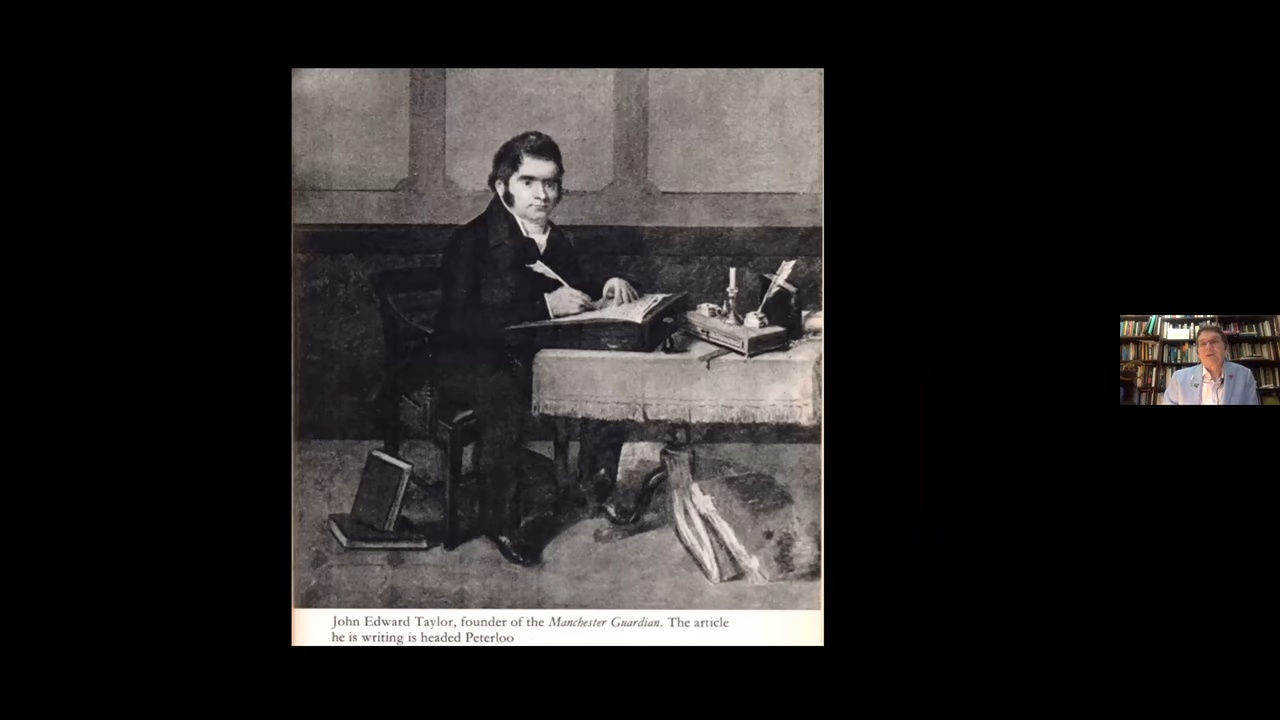 John Edward Taylor, founder of the Manchester Guardian. The article
he is writing is headed Peterloo